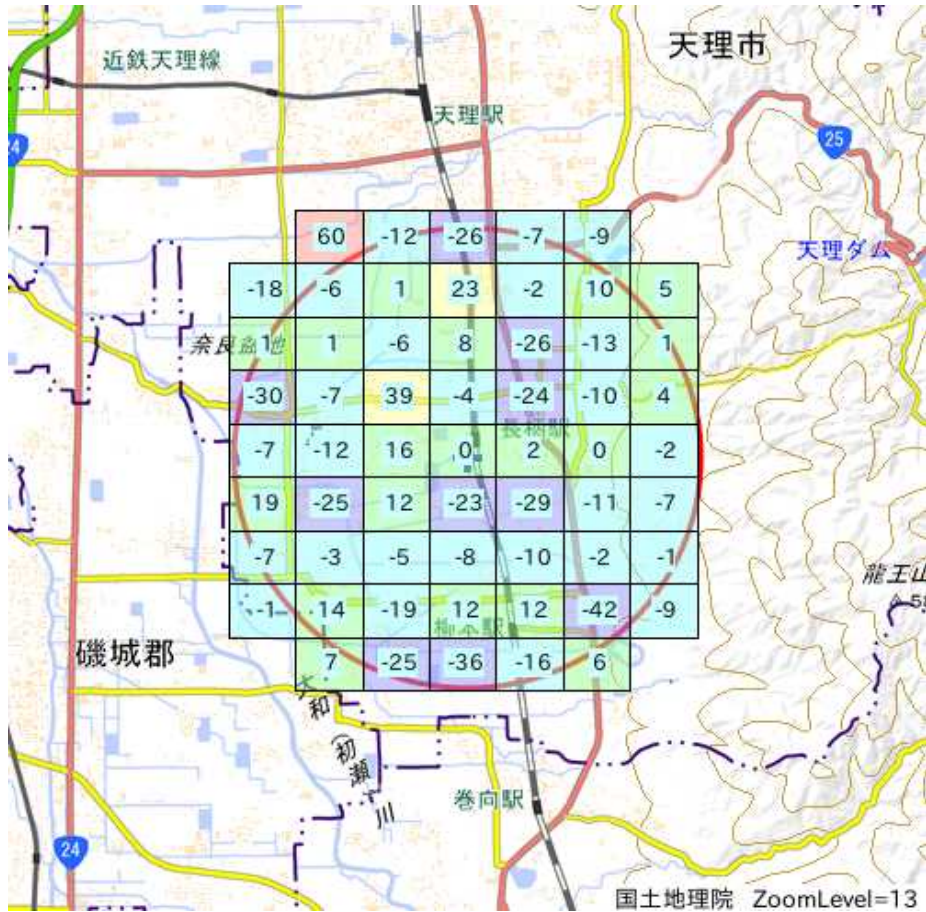 天理市
近鉄天理線
天理駅
25
24
天理ダム
60 -12 -26 -7 -9
-18 -6 1 23 -2 10 5
奈良盆地
1 1 -6 8 -26 -13 1
-30 -7 39 -4 -24 -10 4
長柄駅
-7 -12 16 0 2 0 -2
19 -25 12 -23 -29 -11 -7
-7 -3 -5 -8 -10 -2 -1
龍王山
-1 14 -19 12 12 -42 -9
柳本駅
磯城郡
7 -25 -36 -16 6
大和(初瀬)川
巻向駅
24
国土地理院 ZoomLevel=13